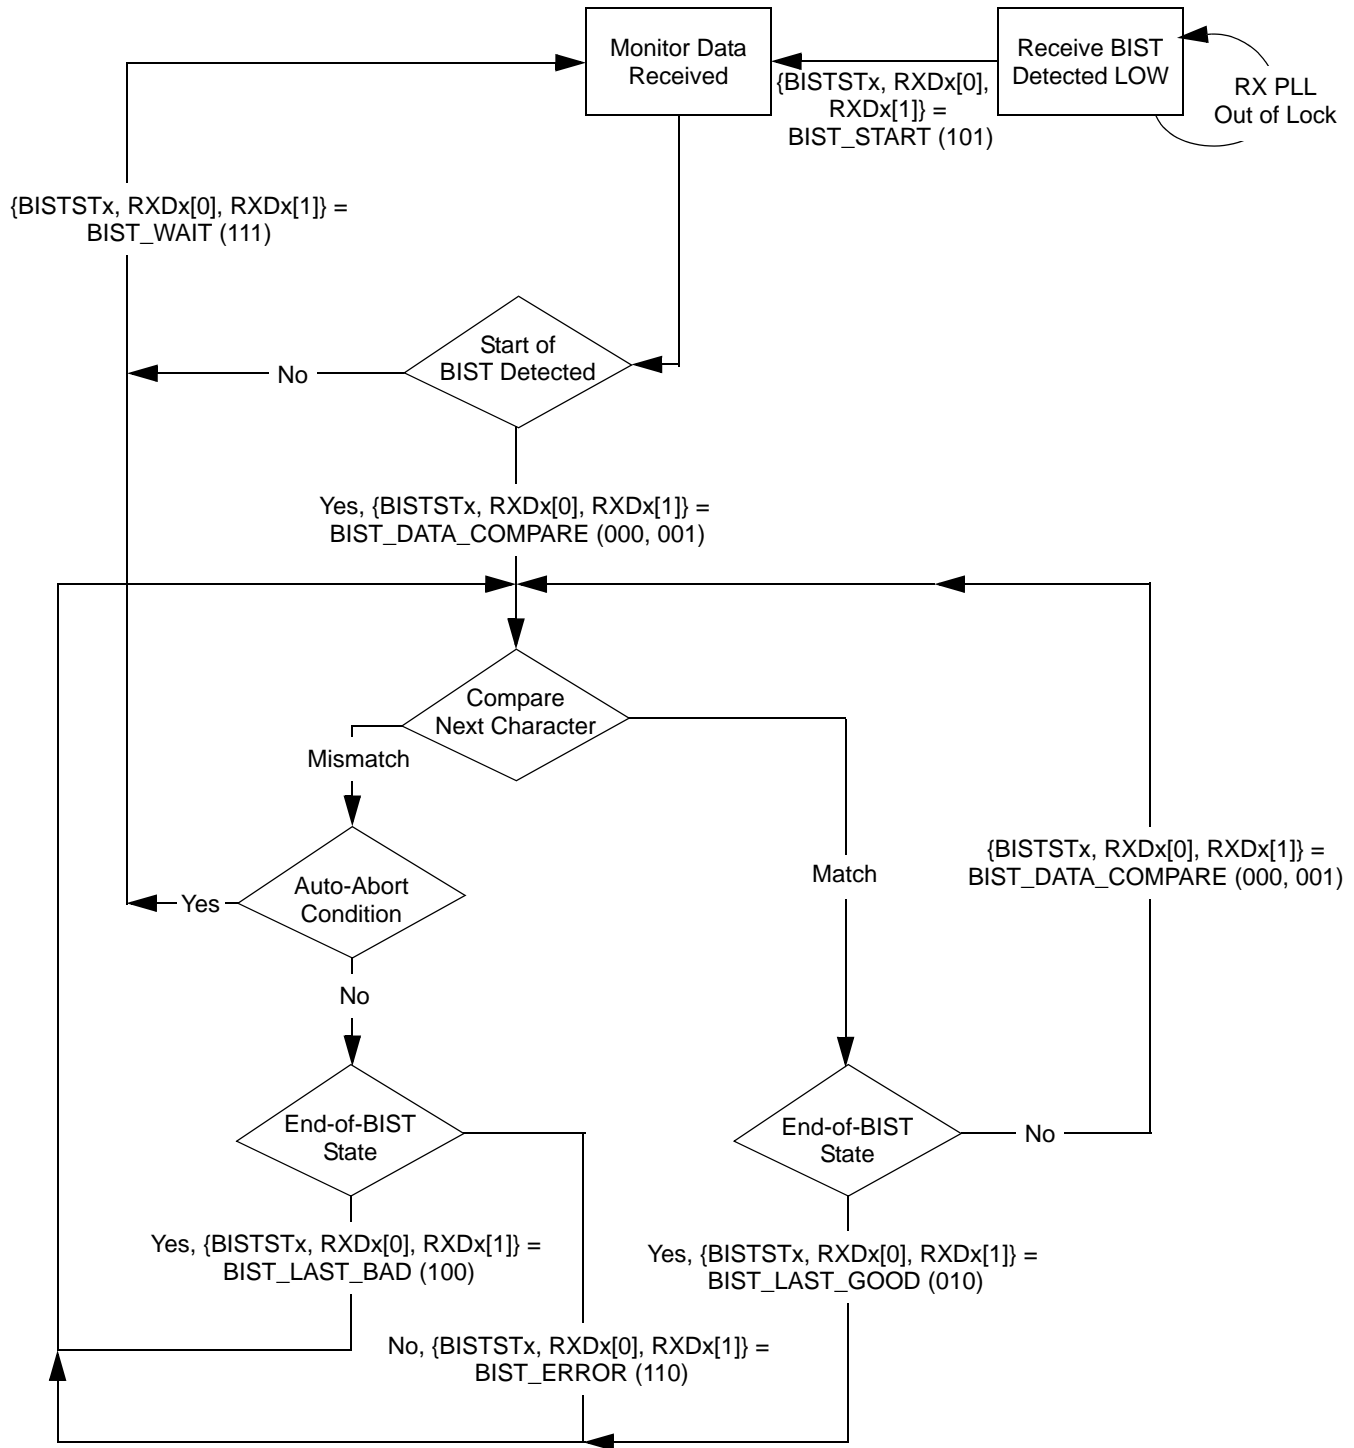 Monitor Data
Received
Receive BIST
Detected LOW
RX PLL
Out of Lock
{BISTSTx, RXDx[0],
RXDx[1]} =
BIST_START (101)
{BISTSTx, RXDx[0], RXDx[1]} =
BIST_WAIT (111)
Start of
BIST Detected
No
Yes, {BISTSTx, RXDx[0], RXDx[1]} =
BIST_DATA_COMPARE (000, 001)
Compare
Next Character
Mismatch
Match
{BISTSTx, RXDx[0], RXDx[1]} =
BIST_DATA_COMPARE (000, 001)
Auto-Abort
Condition
Yes
No
End-of-BIST
State
End-of-BIST
State
No
Yes, {BISTSTx, RXDx[0], RXDx[1]} =
BIST_LAST_BAD (100)
Yes, {BISTSTx, RXDx[0], RXDx[1]} =
BIST_LAST_GOOD (010)
No, {BISTSTx, RXDx[0], RXDx[1]} =
BIST_ERROR (110)